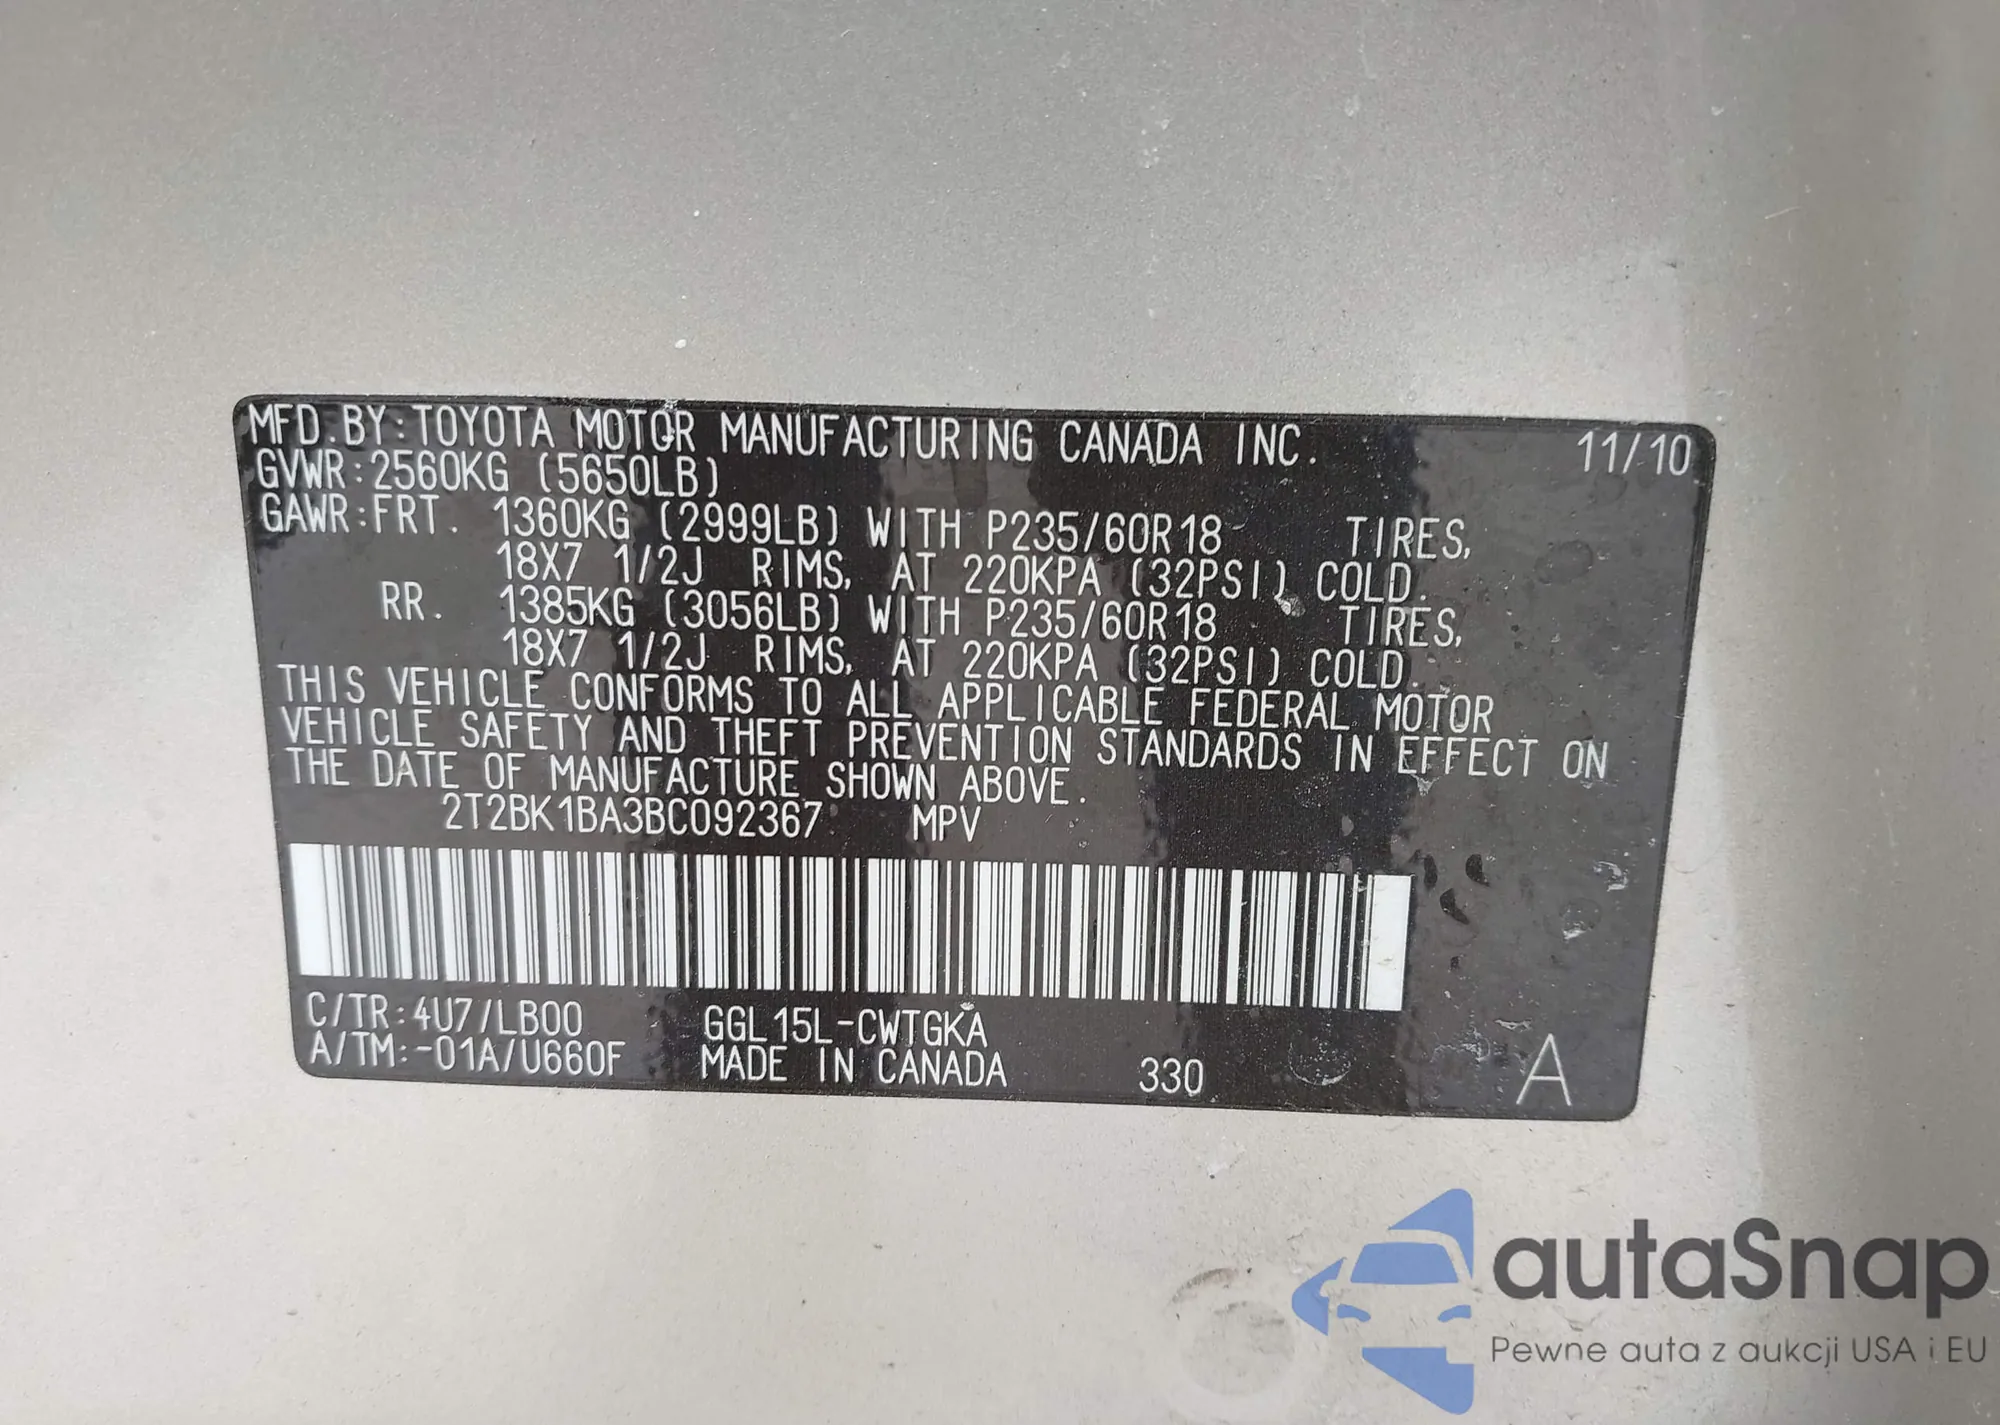 MFD.BY:TOYOTA MOTOR MANUFACTURING CANADA INC. 11/10
GVWR:2560KG (5650LB)
GAWR:FRT. 1360KG (2999LB) WITH P235/60R18 TIRES,
18X7 1/2J RIMS, AT 220KPA (32PSI) COLD.
RR. 1385KG (3056LB) WITH P235/60R18 TIRES,
18X7 1/2J RIMS, AT 220KPA (32PSI) COLD.
THIS VEHICLE CONFORMS TO ALL APPLICABLE FEDERAL MOTOR
VEHICLE SAFETY AND THEFT PREVENTION STANDARDS IN EFFECT ON
THE DATE OF MANUFACTURE SHOWN ABOVE.
2T2BK1BA3BC092367 MPV
C/TR:4U7/LB00 GGL15L-CWTGKA
A/TM:-01A/U660F MADE IN CANADA 330 A
autaSnap
Pewne auta z aukcji USA i EU